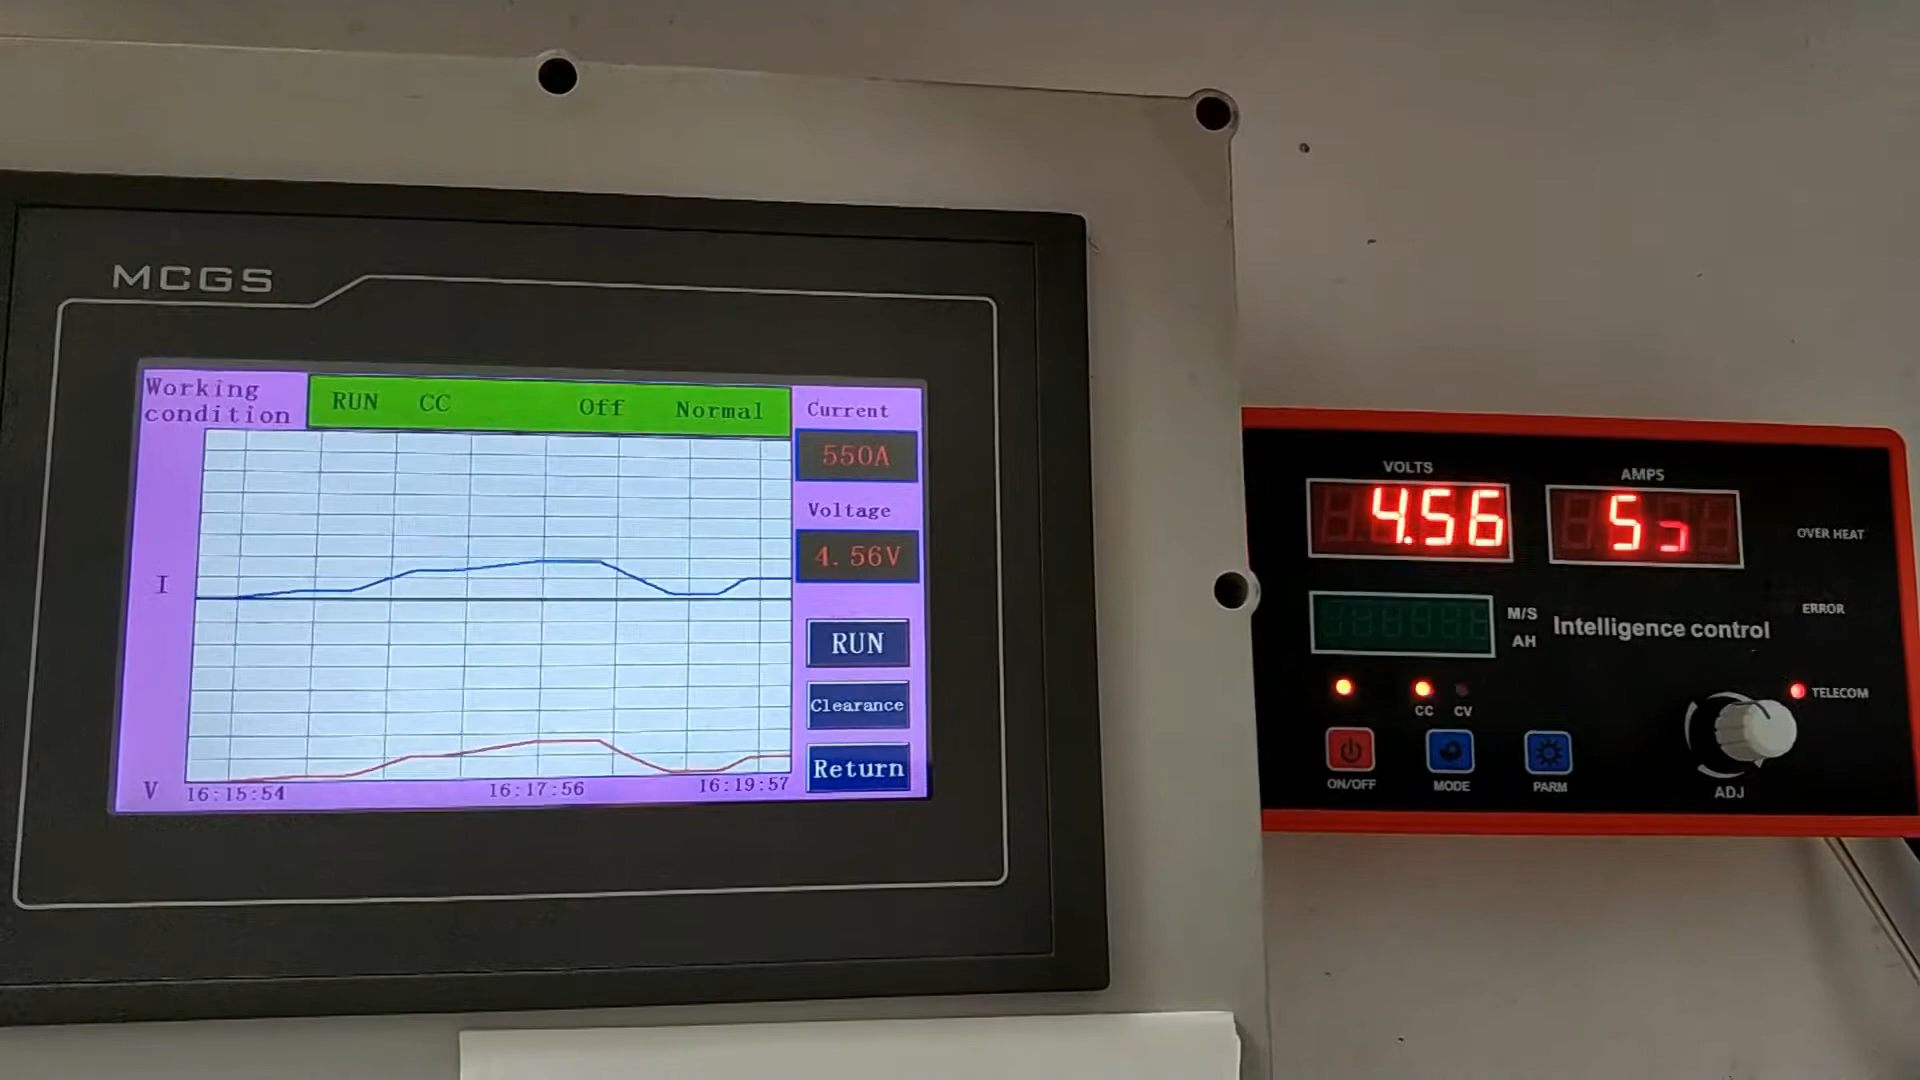 MCGS
Working
condition
RUN CC Off Normal
Current
550A
Voltage
4.56V
I
RUN
Clearance
Return
V
16:15:54 16:17:56 16:19:57
VOLTS
4.56
AMPS
OVER HEAT
M/S
AH
Intelligence control
ERROR
TELECOM
CC CV
ON/OFF
MODE
PARM
ADJ